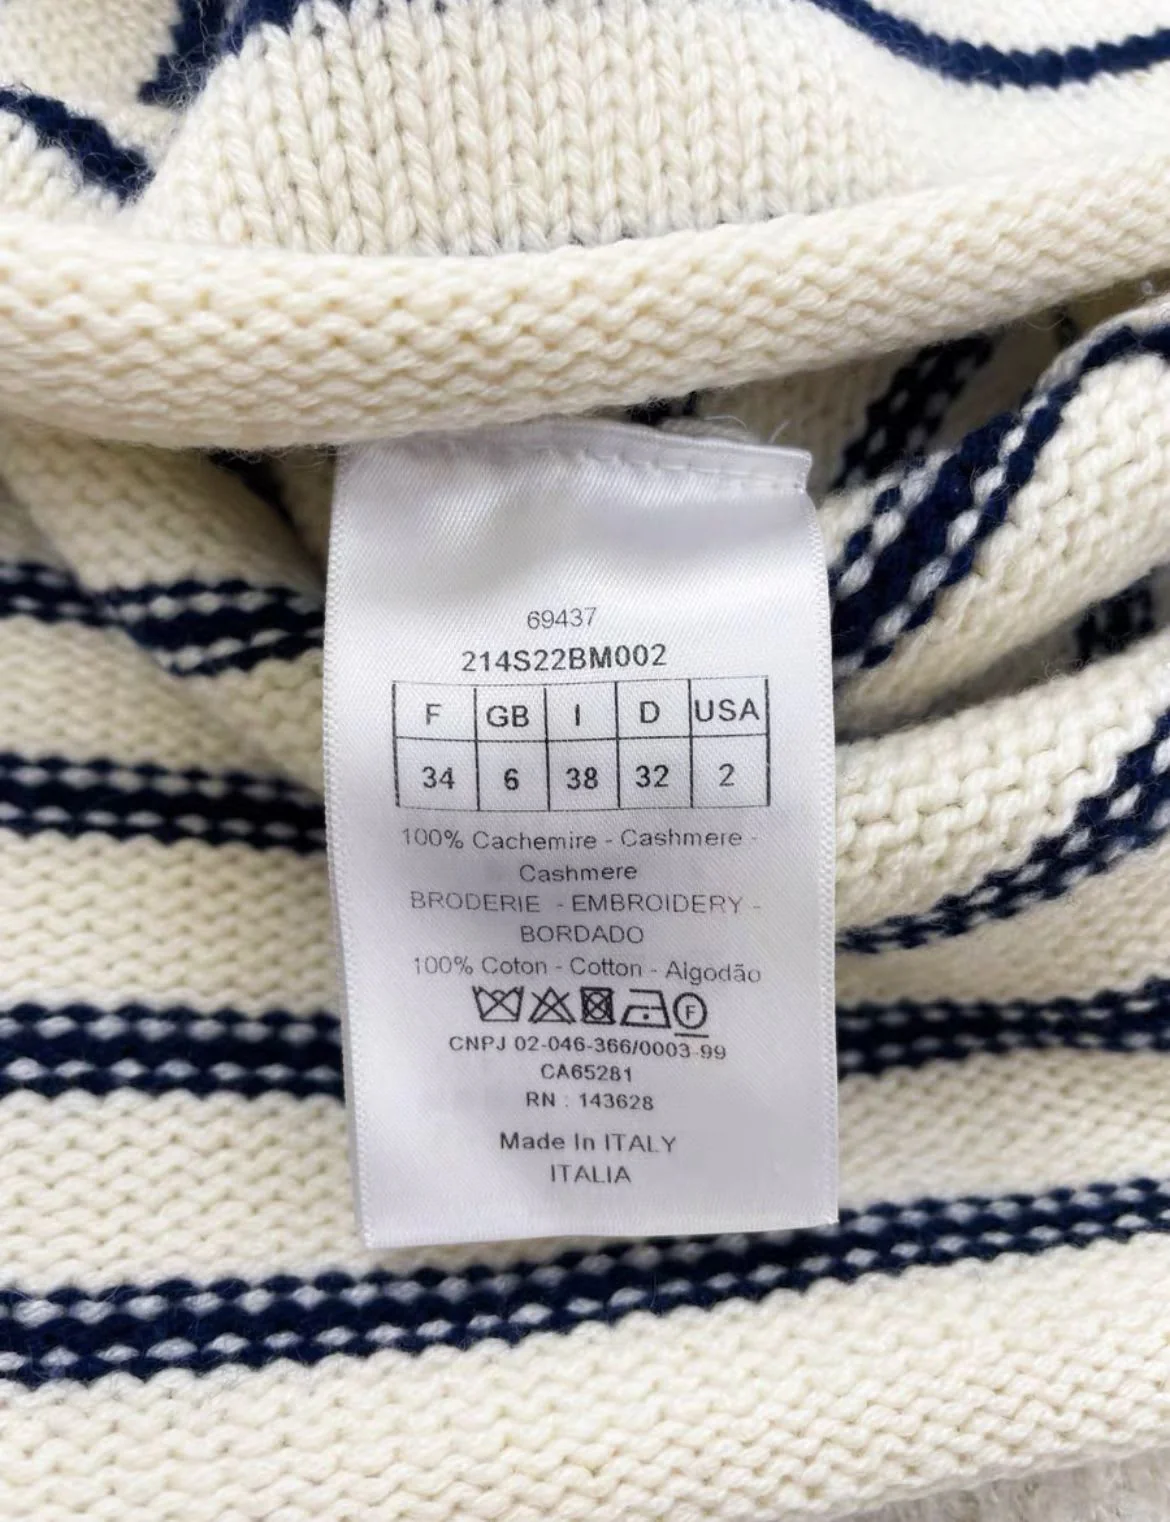 69437
214S22BM002
F GB I D USA
34 6 38 32 2
100% Cachemire - Cashmere -
Cashmere
BRODERIE - EMBROIDERY -
BORDADO
100% Coton - Cotton - Algodão
F
CNPJ 02-046-366/0003-99
CA65281
RN : 143628
Made In ITALY
ITALIA